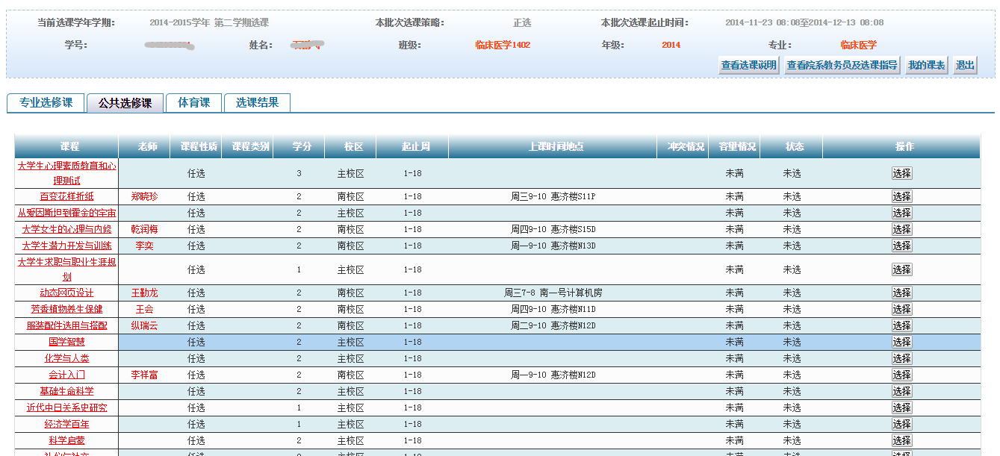 当前选课学年学期： 2014-2015学年 第二学期选课 本批次选课策略： 正选 本批次选课起止时间： 2014-11-23 08:08至2014-12-13 08:08
学号： 姓名： 班级： 临床医学1402 年级： 2014 专业： 临床医学
查看选课说明 查看院系教务员及选课指导 我的课表 退出
专业选修课 公共选修课 体育课 选课结果
课程 老师 课程性质 课程类别 学分 校区 起止周 上课时间地点 冲突情况 容量情况 状态 操作
大学生心理素质教育和心
理测试 任选 3 主校区 1-18 未满 未选 选择
百变花样折纸 郑晓珍 任选 2 南校区 1-18 周三9-10 惠济楼S11P 未满 未选 选择
从爱因斯坦到霍金的宇宙 任选 2 主校区 1-18 未满 未选 选择
大学女生的心理与内修 乾润梅 任选 2 南校区 1-18 周四9-10 惠济楼S15D 未满 未选 选择
大学生潜力开发与训练 李奕 任选 2 南校区 1-18 周一9-10 惠济楼N13D 未满 未选 选择
大学生求职与职业生涯规
划 任选 1 主校区 1-18 未满 未选 选择
动态网页设计 王勤龙 任选 2 南校区 1-18 周三7-8 南一号计算机房 未满 未选 选择
芳香植物养生保健 王会 任选 2 南校区 1-18 周四9-10 惠济楼N11D 未满 未选 选择
服装配件选用与搭配 纵瑞云 任选 2 南校区 1-18 周二9-10 惠济楼N12D 未满 未选 选择
国学智慧 任选 2 主校区 1-18 未满 未选 选择
化学与人类 任选 2 主校区 1-18 未满 未选 选择
会计入门 李祥富 任选 2 南校区 1-18 周一9-10 惠济楼N12D 未满 未选 选择
基础生命科学 任选 2 主校区 1-18 未满 未选 选择
近代中日关系史研究 任选 1 主校区 1-18 未满 未选 选择
经济学百年 任选 1 主校区 1-18 未满 未选 选择
科学启蒙 任选 2 主校区 1-18 未满 未选 选择